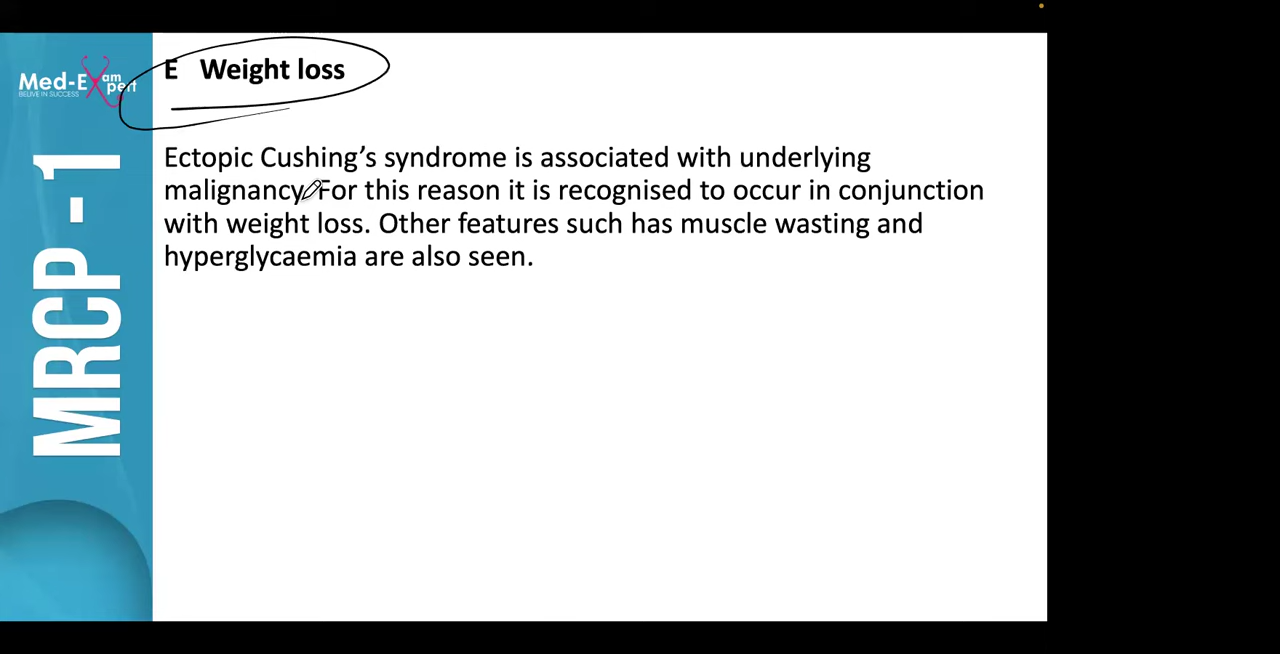 Med-Exam
Xpert
BELIVE IN SUCCESS
MRCP - 1
E Weight loss
Ectopic Cushing’s syndrome is associated with underlying
malignancy. For this reason it is recognised to occur in conjunction
with weight loss. Other features such has muscle wasting and
hyperglycaemia are also seen.